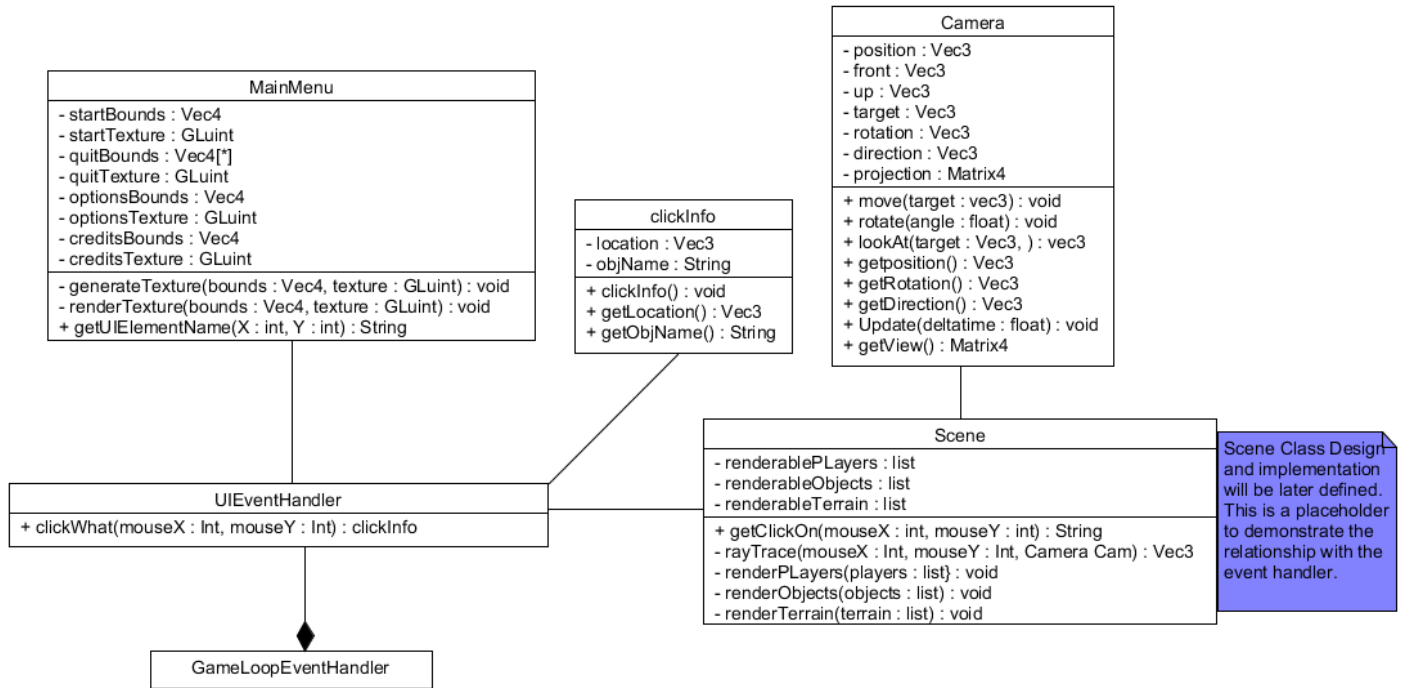 MainMenu
- startBounds : Vec4
- startTexture : GLuint
- quitBounds : Vec4[*]
- quitTexture : GLuint
- optionsBounds : Vec4
- optionsTexture : GLuint
- creditsBounds : Vec4
- creditsTexture : GLuint
- generateTexture(bounds : Vec4, texture : GLuint) : void
- renderTexture(bounds : Vec4, texture : GLuint) : void
+ getUIElementName(X : int, Y : int) : String
clickInfo
- location : Vec3
- objName : String
+ clickInfo() : void
+ getLocation() : Vec3
+ getObjName() : String
Camera
- position : Vec3
- front : Vec3
- up : Vec3
- target : Vec3
- rotation : Vec3
- direction : Vec3
- projection : Matrix4
+ move(target : vec3) : void
+ rotate(angle : float) : void
+ lookAt(target : Vec3, ) : vec3
+ getposition() : Vec3
+ getRotation() : Vec3
+ getDirection() : Vec3
+ Update(deltatime : float) : void
+ getView() : Matrix4
UIEventHandler
+ clickWhat(mouseX : Int, mouseY : Int) : clickInfo
Scene
- renderablePLayers : list
- renderableObjects : list
- renderableTerrain : list
+ getClickOn(mouseX : int, mouseY : int) : String
- rayTrace(mouseX : Int, mouseY : Int, Camera Cam) : Vec3
- renderPLayers(players : list} : void
- renderObjects(objects : list) : void
- renderTerrain(terrain : list) : void
Scene Class Design
and implementation
will be later defined.
This is a placeholder
to demonstrate the
relationship with the
event handler.
GameLoopEventHandler